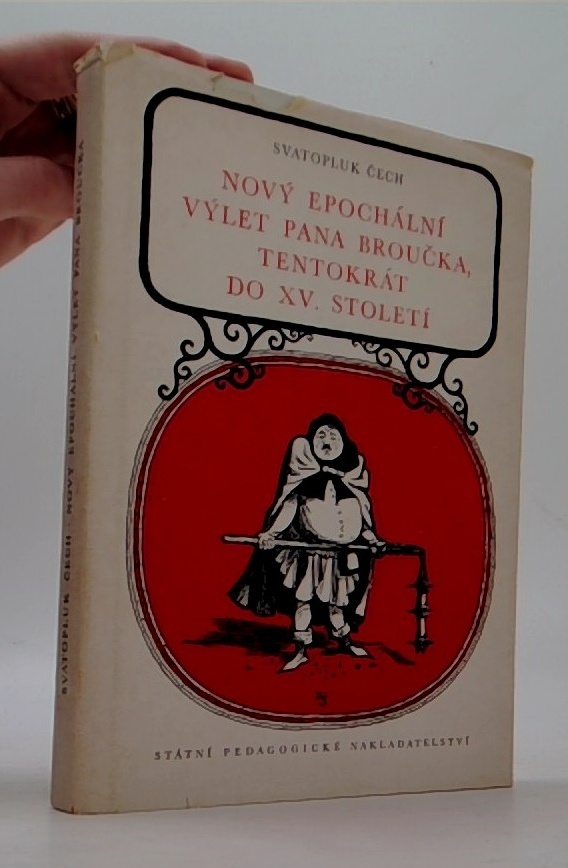 SVATOPLUK ČECH
NOVÝ EPOCHÁLNÍ
VÝLET PANA BROUČKA,
TENTOKRÁT
DO XV. STOLETÍ
STÁTNÍ PEDAGOGICKÉ NAKLADATELSTVÍ
SVATOPLUK ČECH · NOVÝ EPOCHÁLNÍ VÝLET PANA BROUČKA